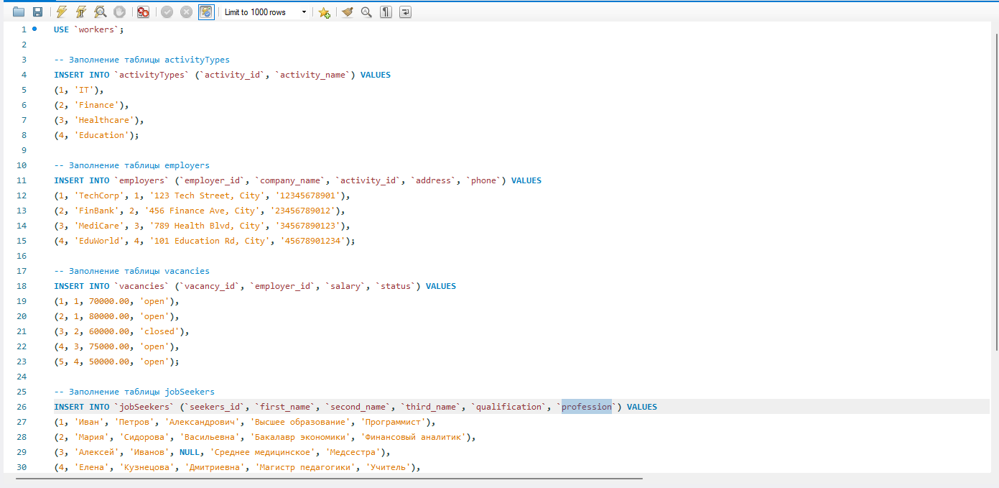 Limit to 1000 rows
1 USE `workers`;
2
3 -- Заполнение таблицы activityTypes
4 INSERT INTO `activityTypes` (`activity_id`, `activity_name`) VALUES
5 (1, 'IT'),
6 (2, 'Finance'),
7 (3, 'Healthcare'),
8 (4, 'Education');
9
10 -- Заполнение таблицы employers
11 INSERT INTO `employers` (`employer_id`, `company_name`, `activity_id`, `address`, `phone`) VALUES
12 (1, 'TechCorp', 1, '123 Tech Street, City', '12345678901'),
13 (2, 'FinBank', 2, '456 Finance Ave, City', '23456789012'),
14 (3, 'MediCare', 3, '789 Health Blvd, City', '34567890123'),
15 (4, 'EduWorld', 4, '101 Education Rd, City', '45678901234');
16
17 -- Заполнение таблицы vacancies
18 INSERT INTO `vacancies` (`vacancy_id`, `employer_id`, `salary`, `status`) VALUES
19 (1, 1, 70000.00, 'open'),
20 (2, 1, 80000.00, 'open'),
21 (3, 2, 60000.00, 'closed'),
22 (4, 3, 75000.00, 'open'),
23 (5, 4, 50000.00, 'open');
24
25 -- Заполнение таблицы jobSeekers
26 INSERT INTO `jobSeekers` (`seekers_id`, `first_name`, `second_name`, `third_name`, `qualification`, `profession`) VALUES
27 (1, 'Иван', 'Петров', 'Александрович', 'Высшее образование', 'Программист'),
28 (2, 'Мария', 'Сидорова', 'Васильевна', 'Бакалавр экономики', 'Финансовый аналитик'),
29 (3, 'Алексей', 'Иванов', NULL, 'Среднее медицинское', 'Медсестра'),
30 (4, 'Елена', 'Кузнецова', 'Дмитриевна', 'Магистр педагогики', 'Учитель'),